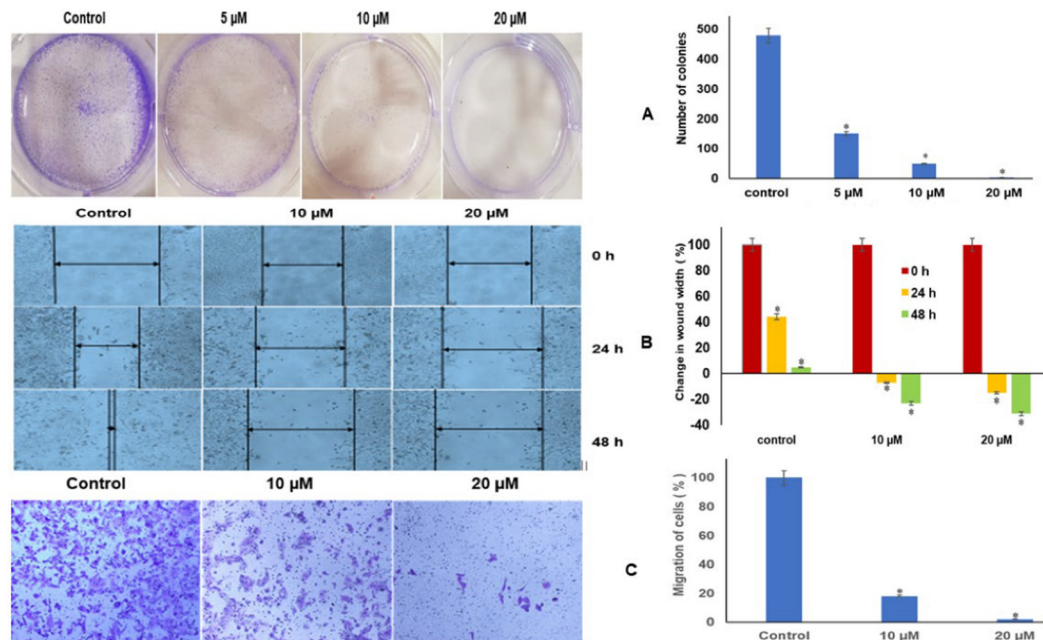 Control 5 µM 10 µM 20 µM
A
Number of colonies
500
400
300
200
100
0
control 5 µM 10 µM 20 µM
* * *
Control 10 µM 20 µM
0 h
24 h
48 h
B
Change in wound width ( % )
100
80
60
40
20
0
-20
-40
0 h
24 h
48 h
* * * * * *
control 10 µM 20 µM
Control 10 µM 20 µM
C
Migration of cells ( % )
100
80
60
40
20
0
* *
Control 10 µM 20 µM